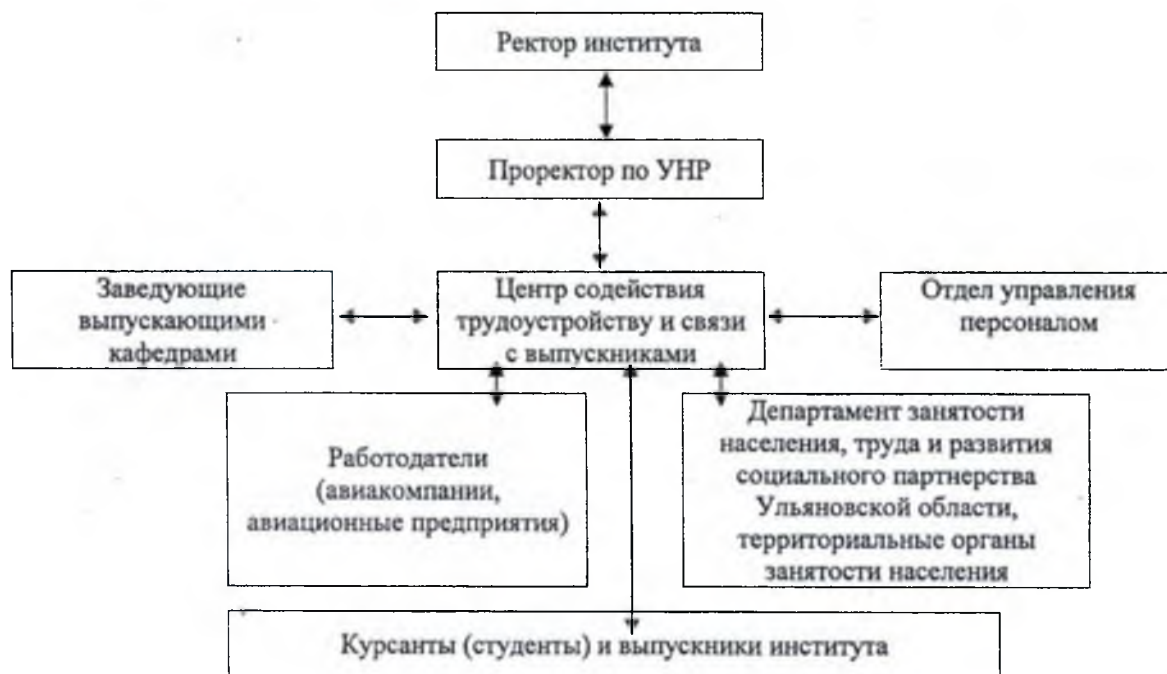 Ректор института
Проректор по УНР
Заведующие
выпускающими
кафедрами
Центр содействия
трудоустройству и связи
с выпускниками
Отдел управления
персоналом
Работодатели
(авиакомпании,
авиационные предприятия)
Департамент занятости
населения, труда и развития
социального партнерства
Ульяновской области,
территориальные органы
занятости населения
Курсанты (студенты) и выпускники института